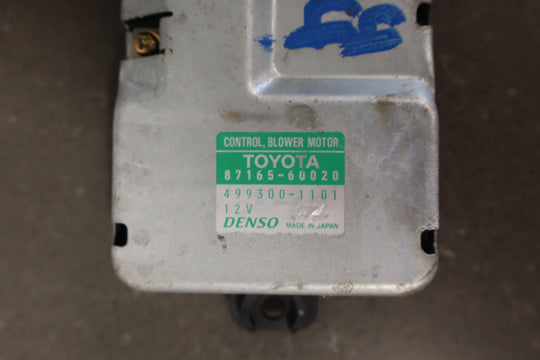 CONTROL, BLOWER MOTOR
TOYOTA
87165-60020
499300-1101
12V
DENSO MADE IN JAPAN